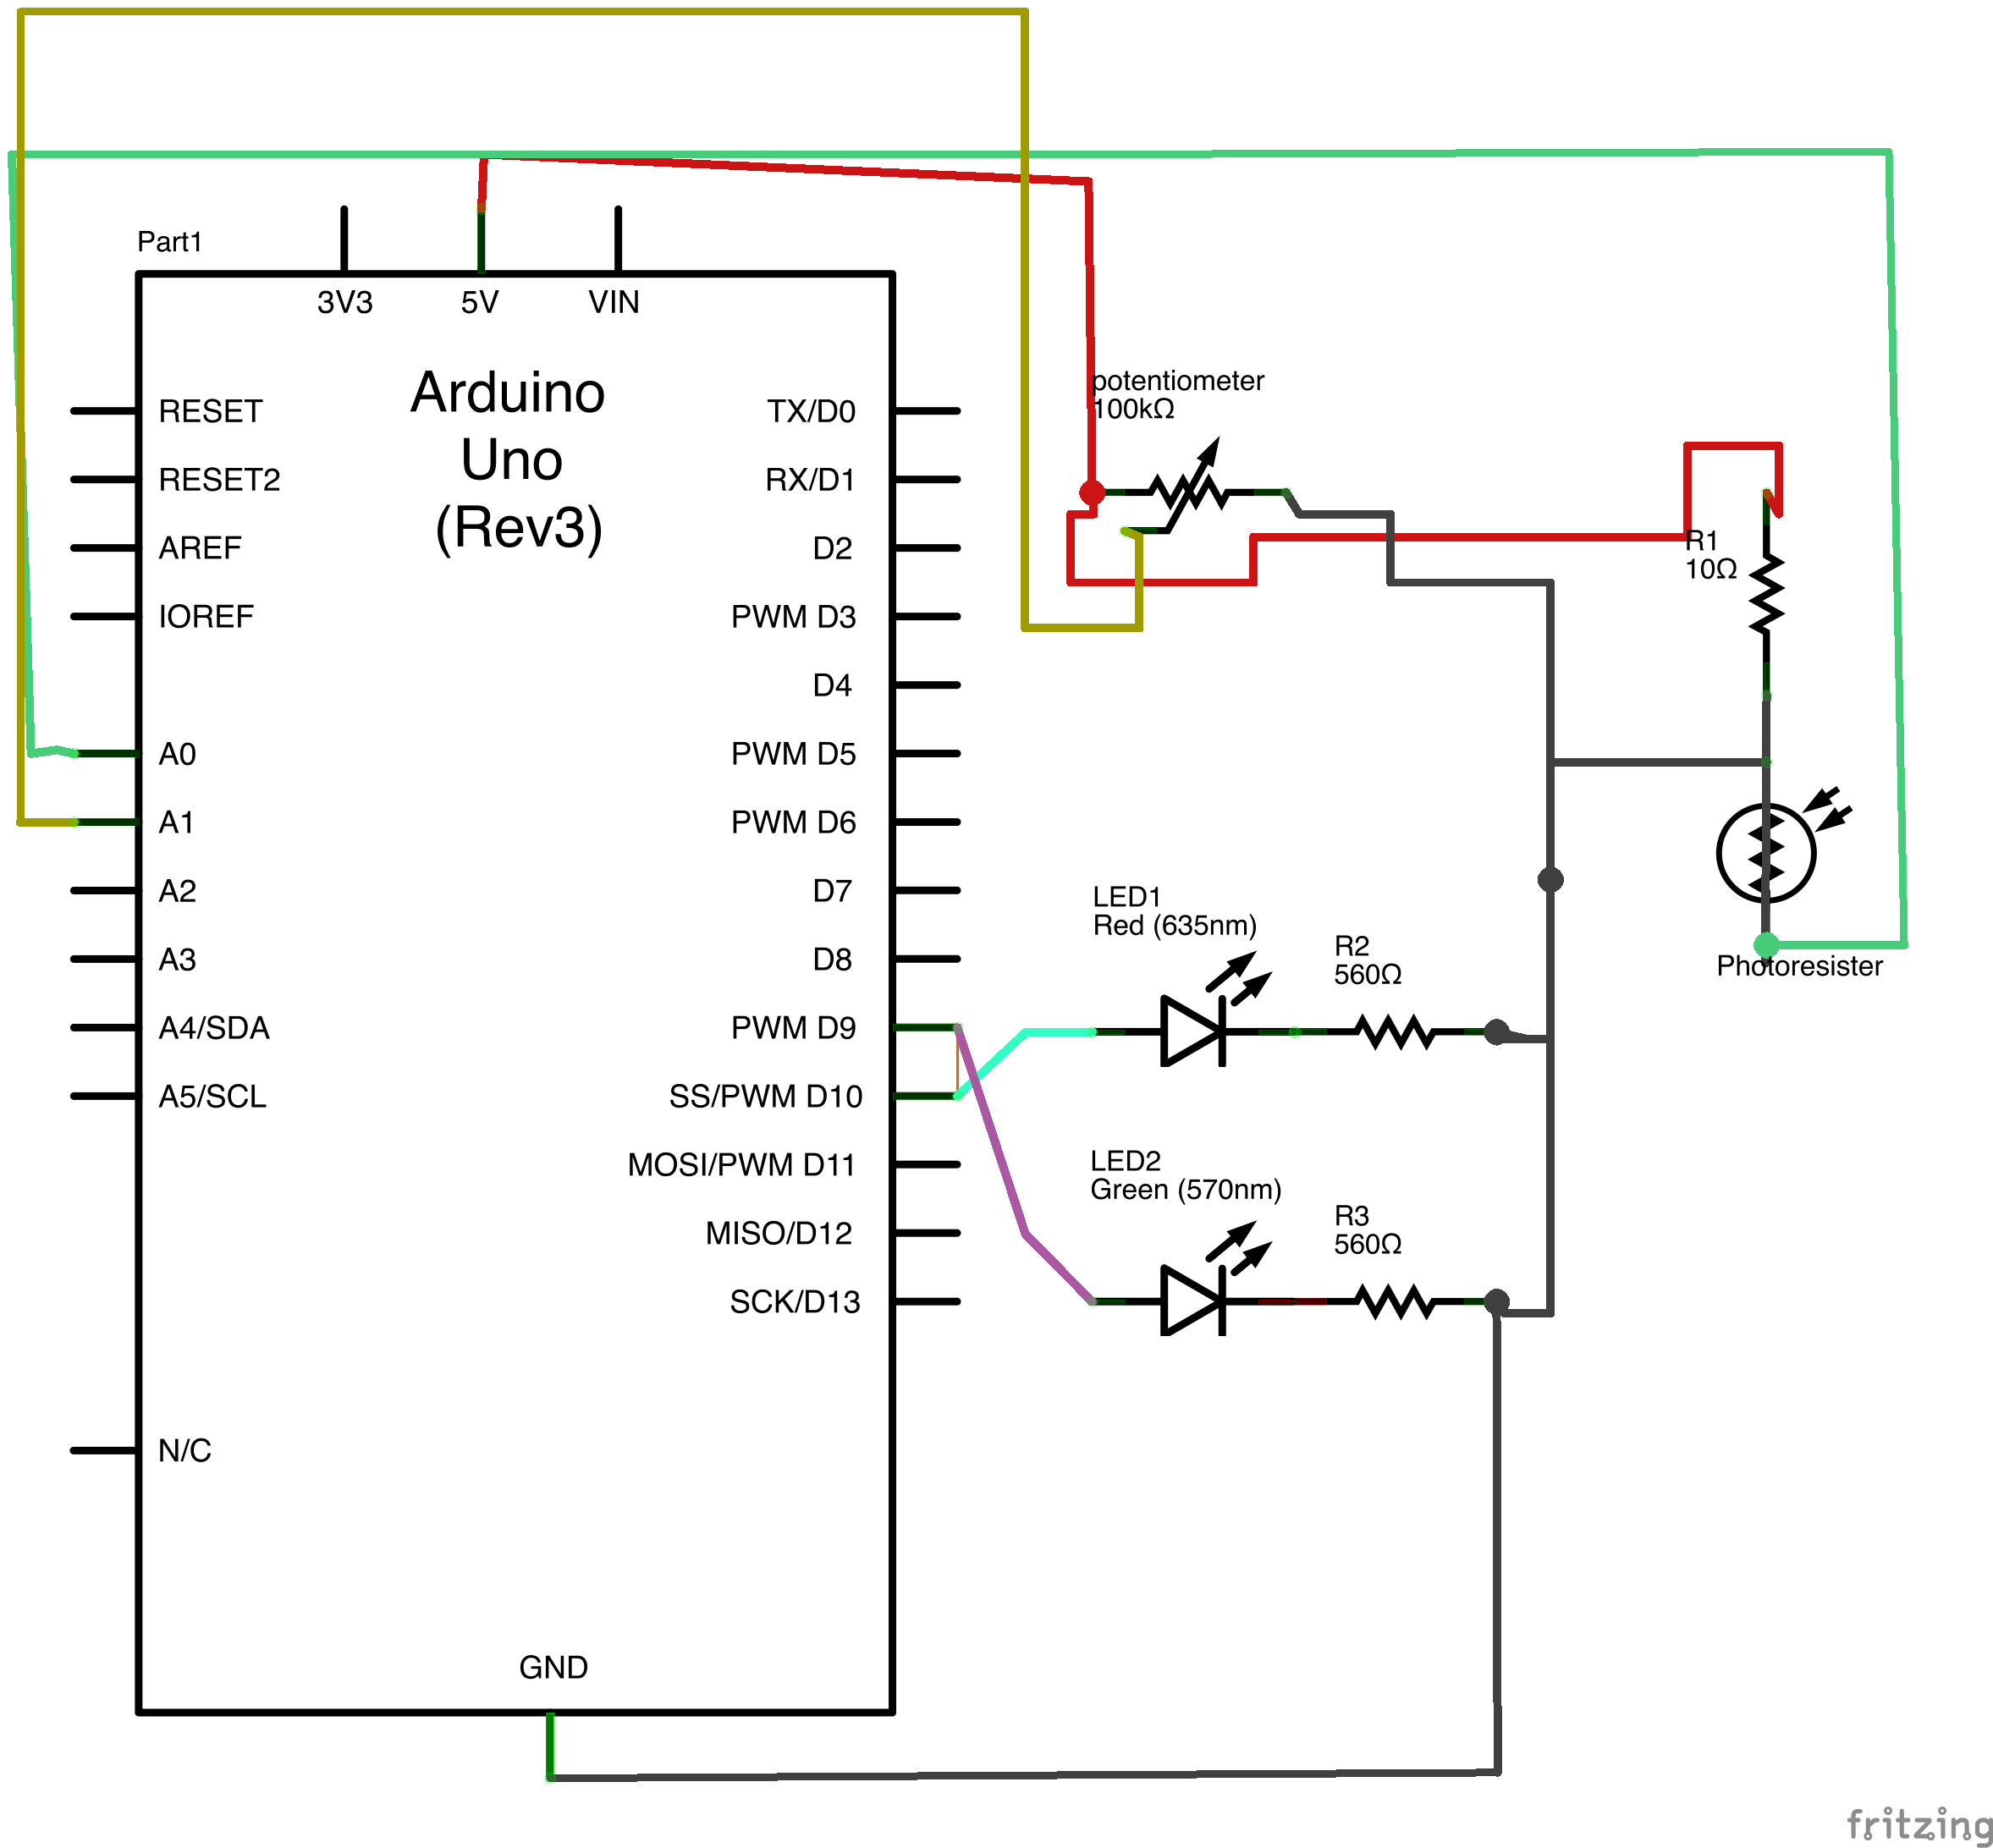 Part1
3V3
5V
VIN
Arduino
Uno
(Rev3)
RESET
RESET2
AREF
IOREF
A0
A1
A2
A3
A4/SDA
A5/SCL
N/C
TX/D0
RX/D1
D2
PWM D3
D4
PWM D5
PWM D6
D7
D8
PWM D9
SS/PWM D10
MOSI/PWM D11
MISO/D12
SCK/D13
GND
potentiometer
100kΩ
R1
10Ω
Photoresister
LED1
Red (635nm)
R2
560Ω
LED2
Green (570nm)
R3
560Ω
fritzing